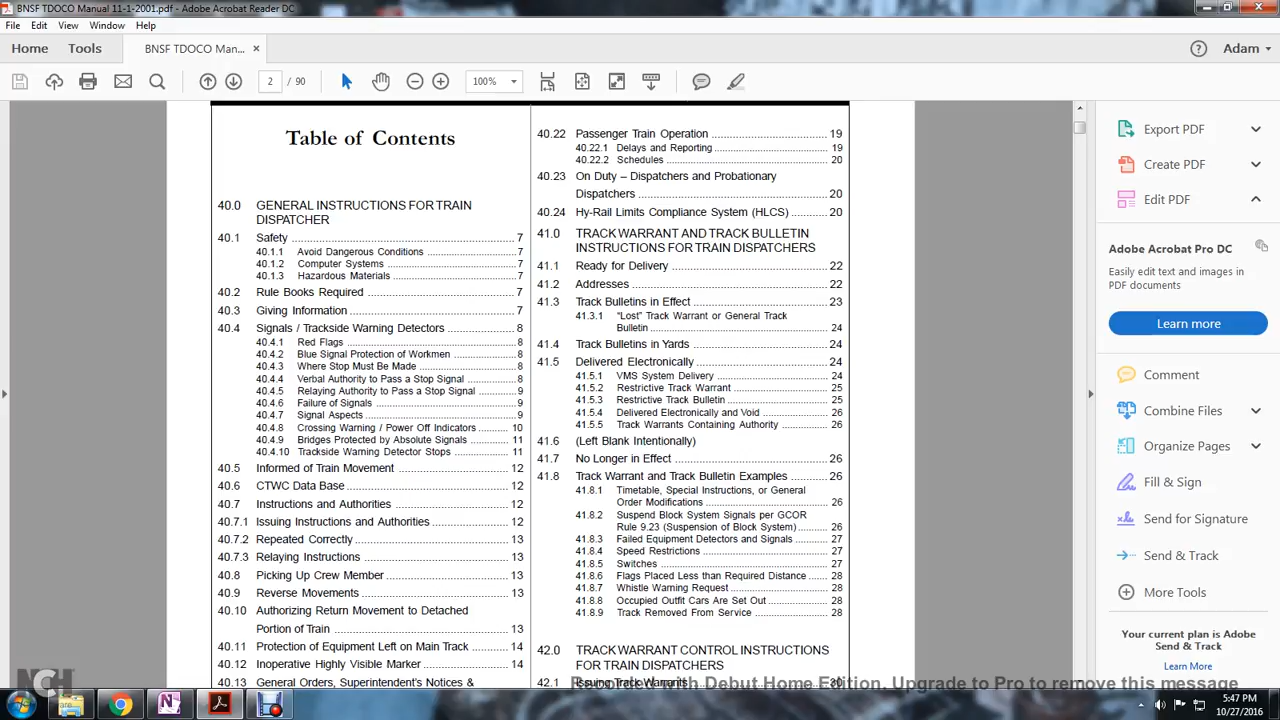 BNSF TDOCO Manual 11-1-2001.pdf - Adobe Acrobat Reader DC
File Edit View Window Help
Home Tools BNSF TDOCO Man... × Adam
2 / 90 100%
Table of Contents
40.0 GENERAL INSTRUCTIONS FOR TRAIN
DISPATCHER
40.1 Safety 7
40.1.1 Avoid Dangerous Conditions 7
40.1.2 Computer Systems 7
40.1.3 Hazardous Materials 7
40.2 Rule Books Required 7
40.3 Giving Information 7
40.4 Signals / Trackside Warning Detectors 8
40.4.1 Red Flags 8
40.4.2 Blue Signal Protection of Workmen 8
40.4.3 Where Stop Must Be Made 8
40.4.4 Verbal Authority to Pass a Stop Signal 8
40.4.5 Relaying Authority to Pass a Stop Signal 9
40.4.6 Failure of Signals 9
40.4.7 Signal Aspects 9
40.4.8 Crossing Warning / Power Off Indicators 10
40.4.9 Bridges Protected by Absolute Signals 11
40.4.10 Trackside Warning Detector Stops 11
40.5 Informed of Train Movement 12
40.6 CTWC Data Base 12
40.7 Instructions and Authorities 12
40.7.1 Issuing Instructions and Authorities 12
40.7.2 Repeated Correctly 13
40.7.3 Relaying Instructions 13
40.8 Picking Up Crew Member 13
40.9 Reverse Movements 13
40.10 Authorizing Return Movement to Detached
Portion of Train 13
40.11 Protection of Equipment Left on Main Track 14
40.12 Inoperative Highly Visible Marker 14
40.13 General Orders, Superintendent's Notices &
40.22 Passenger Train Operation 19
40.22.1 Delays and Reporting 19
40.22.2 Schedules 20
40.23 On Duty – Dispatchers and Probationary
Dispatchers 20
40.24 Hy-Rail Limits Compliance System (HLCS) 20
41.0 TRACK WARRANT AND TRACK BULLETIN
INSTRUCTIONS FOR TRAIN DISPATCHERS
41.1 Ready for Delivery 22
41.2 Addresses 22
41.3 Track Bulletins in Effect 23
41.3.1 "Lost" Track Warrant or General Track
Bulletin 24
41.4 Track Bulletins in Yards 24
41.5 Delivered Electronically 24
41.5.1 VMS System Delivery 24
41.5.2 Restrictive Track Warrant 25
41.5.3 Restrictive Track Bulletin 25
41.5.4 Delivered Electronically and Void 26
41.5.5 Track Warrants Containing Authority 26
41.6 (Left Blank Intentionally)
41.7 No Longer in Effect 26
41.8 Track Warrant and Track Bulletin Examples 26
41.8.1 Timetable, Special Instructions, or General
Order Modifications 26
41.8.2 Suspend Block System Signals per GCOR
Rule 9.23 (Suspension of Block System) 26
41.8.3 Failed Equipment Detectors and Signals 27
41.8.4 Speed Restrictions 27
41.8.5 Switches 27
41.8.6 Flags Placed Less than Required Distance 28
41.8.7 Whistle Warning Request 28
41.8.8 Occupied Outfit Cars Are Set Out 28
41.8.9 Track Removed From Service 28
42.0 TRACK WARRANT CONTROL INSTRUCTIONS
FOR TRAIN DISPATCHERS
42.1 Issuing Track Warrants 30
Export PDF
Create PDF
Edit PDF
Adobe Acrobat Pro DC
Easily edit text and images in
PDF documents
Learn more
Comment
Combine Files
Organize Pages
Fill & Sign
Send for Signature
Send & Track
More Tools
Your current plan is Adobe
Send & Track
Learn More
NCH
with Debut Home Edition. Upgrade to Pro to remove this message
5:47 PM
10/27/2016